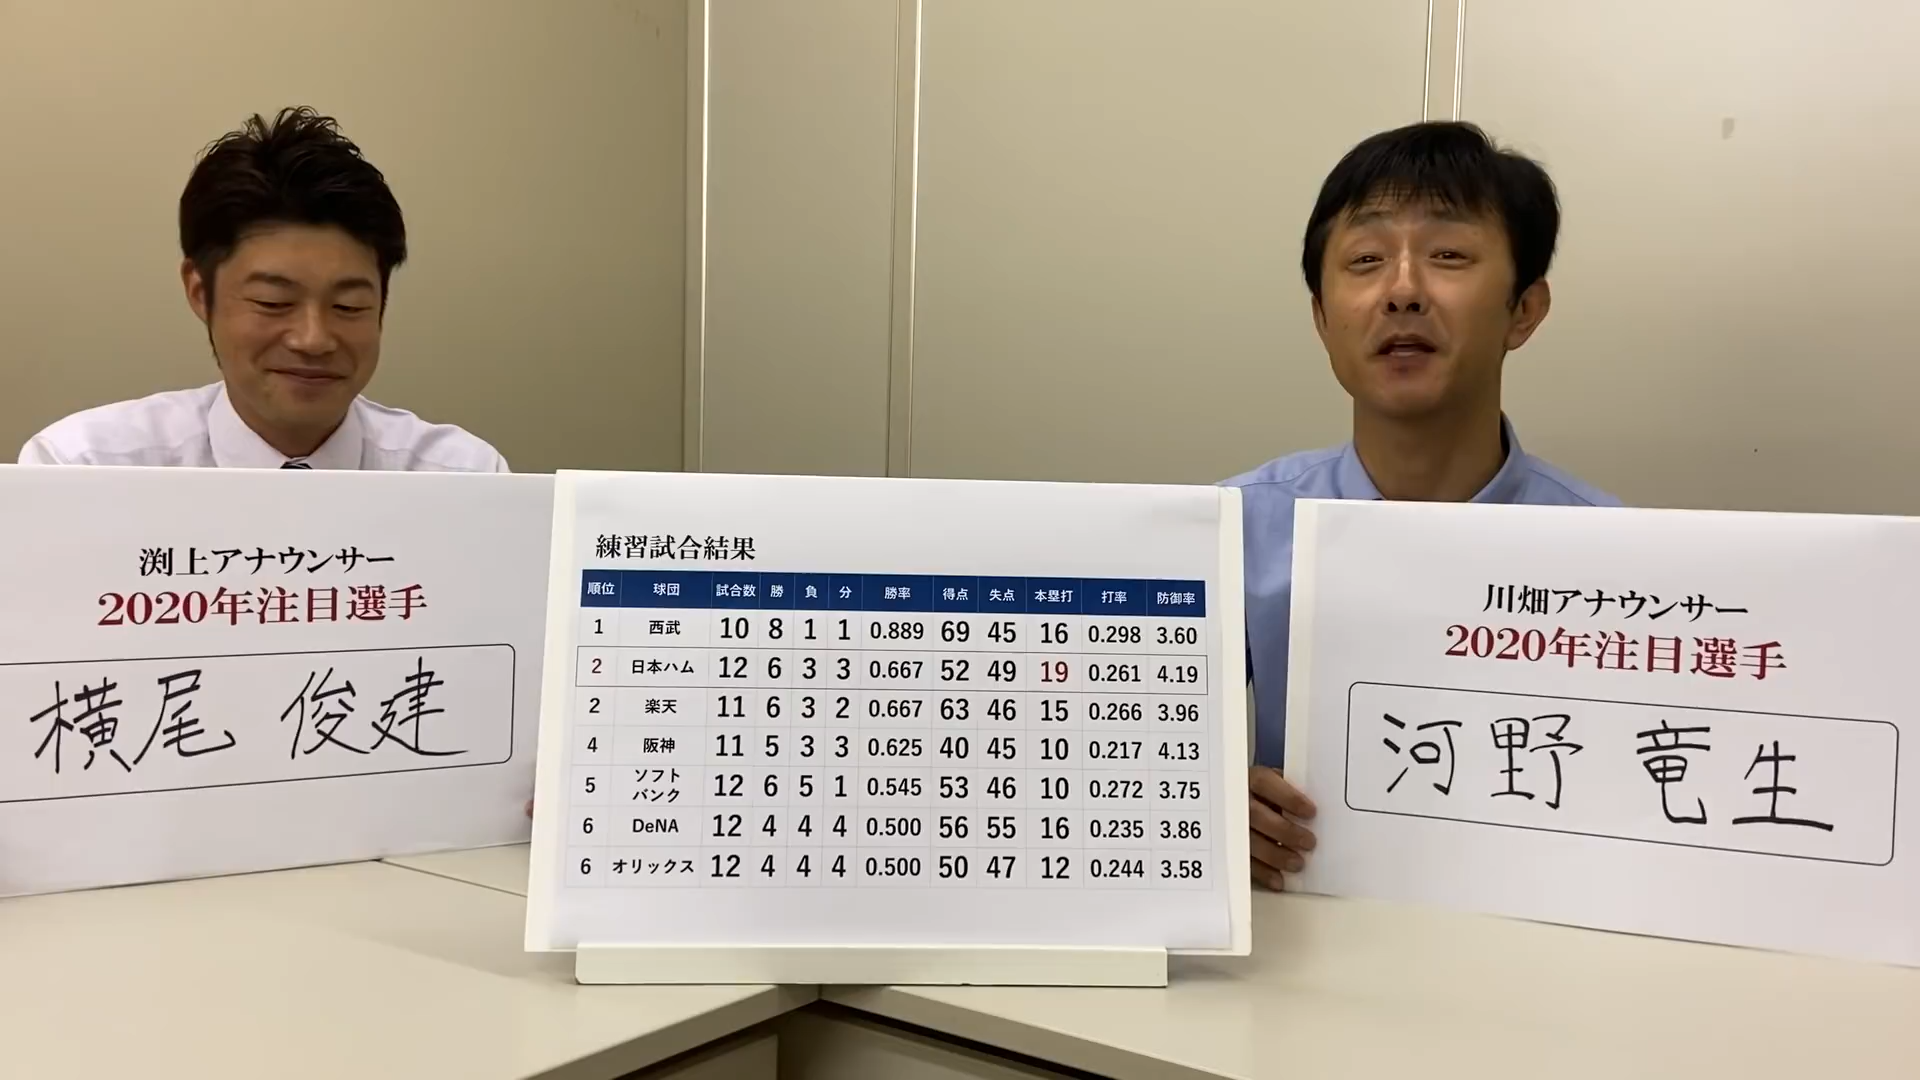 渕上アナウンサー
2020年注目選手
横尾 俊建
練習試合結果
順位 球団 試合数 勝 負 分 勝率 得点 失点 本塁打 打率 防御率
1 西武 10 8 1 1 0.889 69 45 16 0.298 3.60
2 日本ハム 12 6 3 3 0.667 52 49 19 0.261 4.19
2 楽天 11 6 3 2 0.667 63 46 15 0.266 3.96
4 阪神 11 5 3 3 0.625 40 45 10 0.217 4.13
5 ソフトバンク 12 6 5 1 0.545 53 46 10 0.272 3.75
6 DeNA 12 4 4 4 0.500 56 55 16 0.235 3.86
6 オリックス 12 4 4 4 0.500 50 47 12 0.244 3.58
川畑アナウンサー
2020年注目選手
河野 竜生